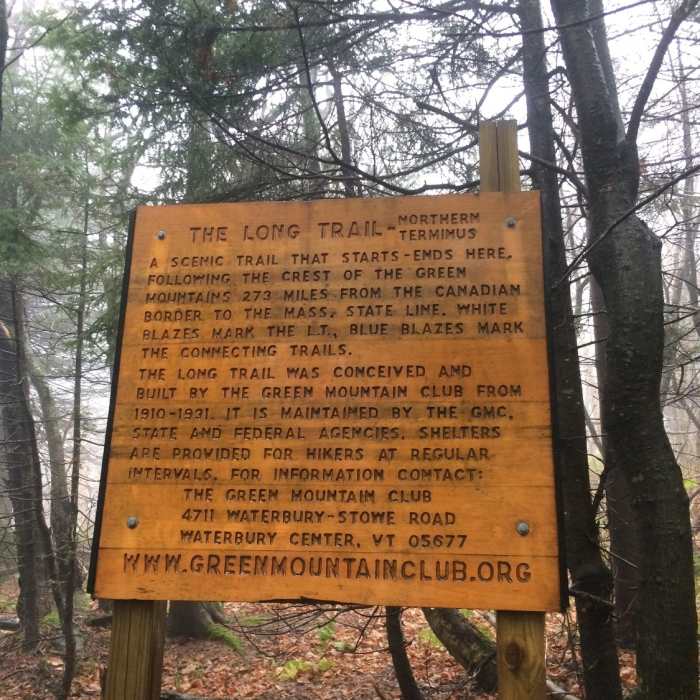 THE LONG TRAIL - NORTHERN TERMINUS
A SCENIC TRAIL THAT STARTS-ENDS HERE,
FOLLOWING THE CREST OF THE GREEN
MOUNTAINS 273 MILES FROM THE CANADIAN
BORDER TO THE MASS. STATE LINE. WHITE
BLAZES MARK THE L.T., BLUE BLAZES MARK
THE CONNECTING TRAILS.
THE LONG TRAIL WAS CONCEIVED AND
BUILT BY THE GREEN MOUNTAIN CLUB FROM
1910-1931. IT IS MAINTAINED BY THE GMC,
STATE AND FEDERAL AGENCIES. SHELTERS
ARE PROVIDED FOR HIKERS AT REGULAR
INTERVALS. FOR INFORMATION CONTACT:
THE GREEN MOUNTAIN CLUB
4711 WATERBURY-STOWE ROAD
WATERBURY CENTER, VT 05677
WWW.GREENMOUNTAINCLUB.ORG